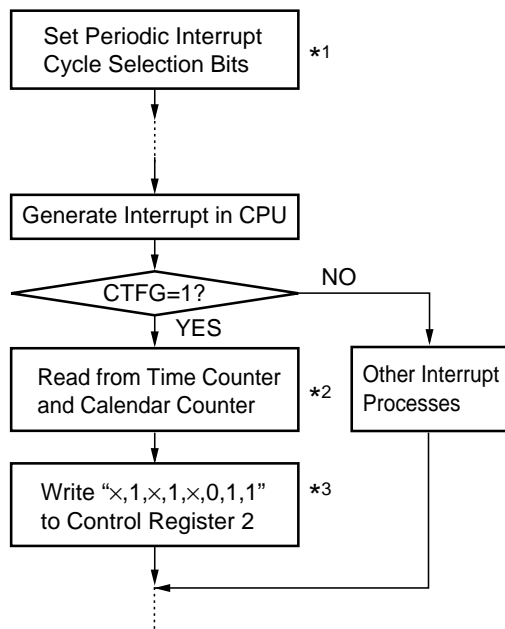 Set Periodic Interrupt
Cycle Selection Bits
*1
Generate Interrupt in CPU
CTFG=1?
NO
YES
Read from Time Counter
and Calendar Counter
*2
Other Interrupt
Processes
Write “×,1,×,1,×,0,1,1”
to Control Register 2
*3